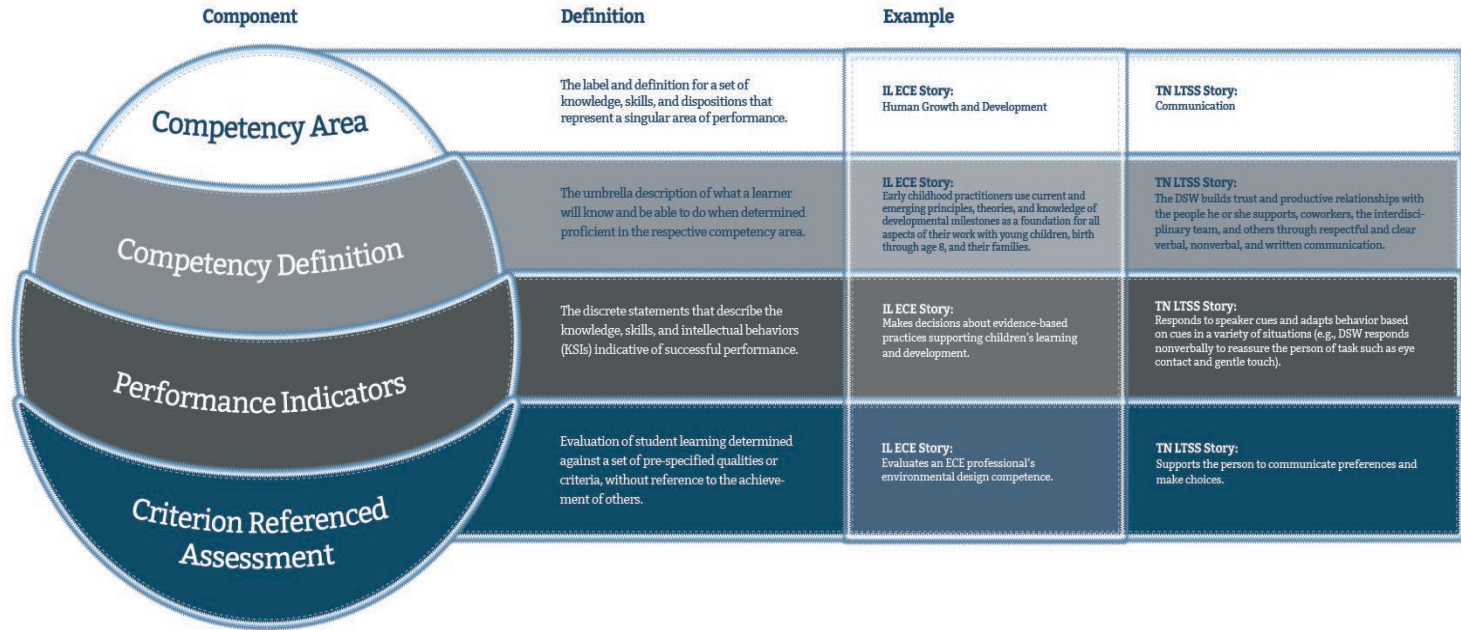 Component
Definition
Example
Competency Area
The label and definition for a set of
knowledge, skills, and dispositions that
represent a singular area of performance.
IL ECE Story:
Human Growth and Development
TN LTSS Story:
Communication
Competency Definition
The umbrella description of what a learner
will know and be able to do when determined
proficient in the respective competency area.
IL ECE Story:
Early childhood practitioners use current and
emerging principles, theories, and knowledge of
developmental milestones as a foundation for all
aspects of their work with young children, birth
through age 8, and their families.
TN LTSS Story:
The DSW builds trust and productive relationships with
the people he or she supports, coworkers, the interdisci-
plinary team, and others through respectful and clear
verbal, nonverbal, and written communication.
Performance Indicators
The discrete statements that describe the
knowledge, skills, and intellectual behaviors
(KSIs) indicative of successful performance.
IL ECE Story:
Makes decisions about evidence-based
practices supporting children's learning
and development.
TN LTSS Story:
Responds to speaker cues and adapts behavior based
on cues in a variety of situations (e.g., DSW responds
nonverbally to reassure the person of task such as eye
contact and gentle touch).
Criterion Referenced
Assessment
Evaluation of student learning determined
against a set of pre-specified qualities or
criteria, without reference to the achieve-
ment of others.
IL ECE Story:
Evaluates an ECE professional's
environmental design competence.
TN LTSS Story:
Supports the person to communicate preferences and
make choices.